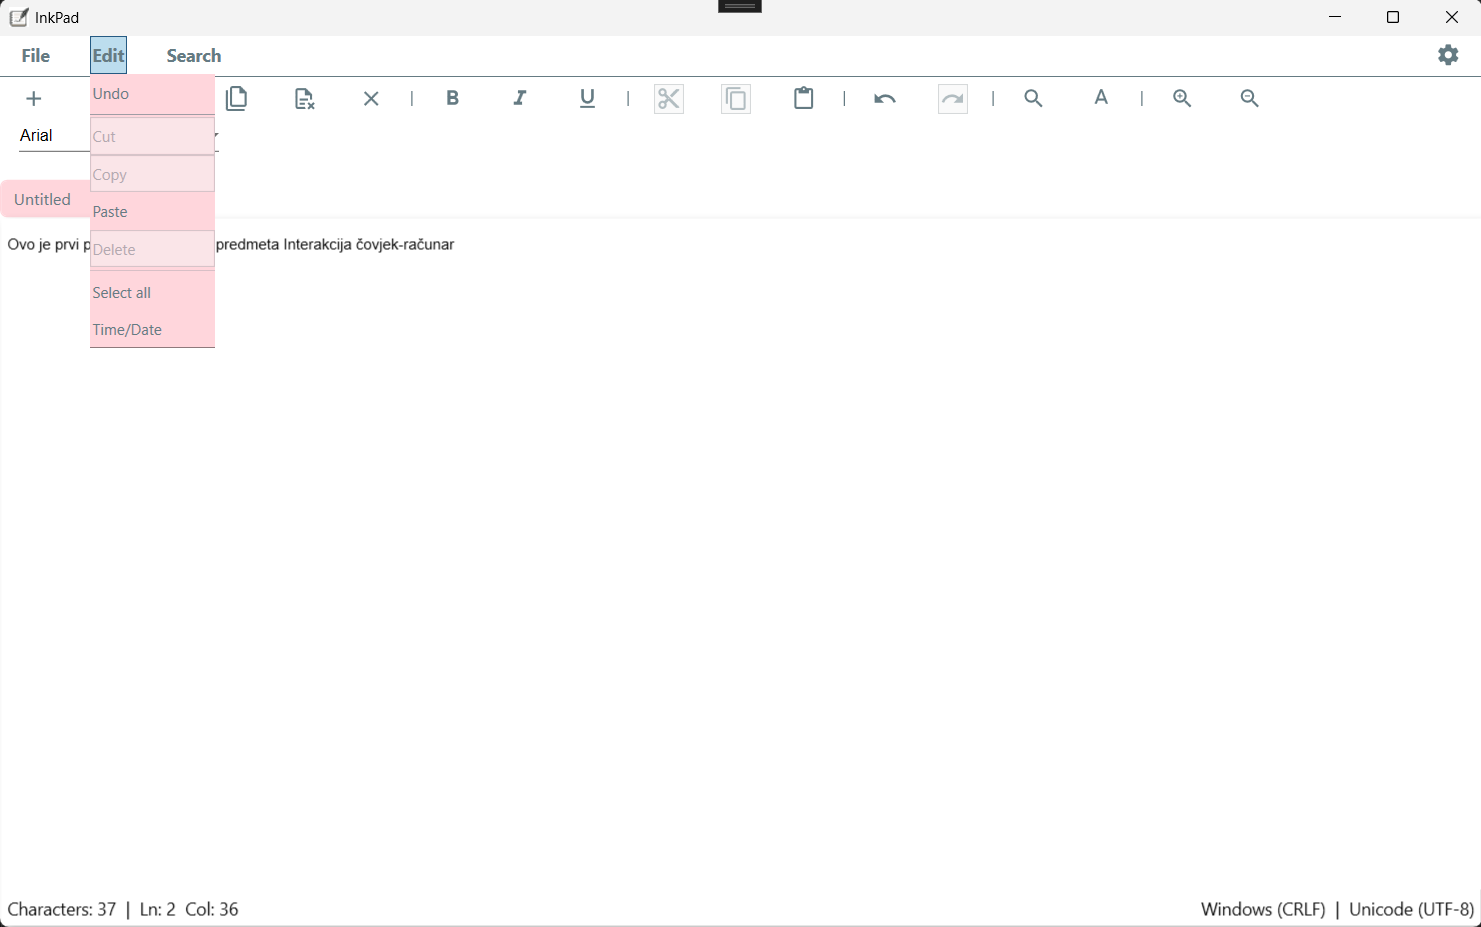 InkPad
File Edit Search
Undo
B I U A
Arial
Cut
Copy
Untitled
Paste
Ovo je prvi p predmeta Interakcija čovjek-računar
Delete
Select all
Time/Date
Characters: 37 | Ln: 2 Col: 36
Windows (CRLF) | Unicode (UTF-8)